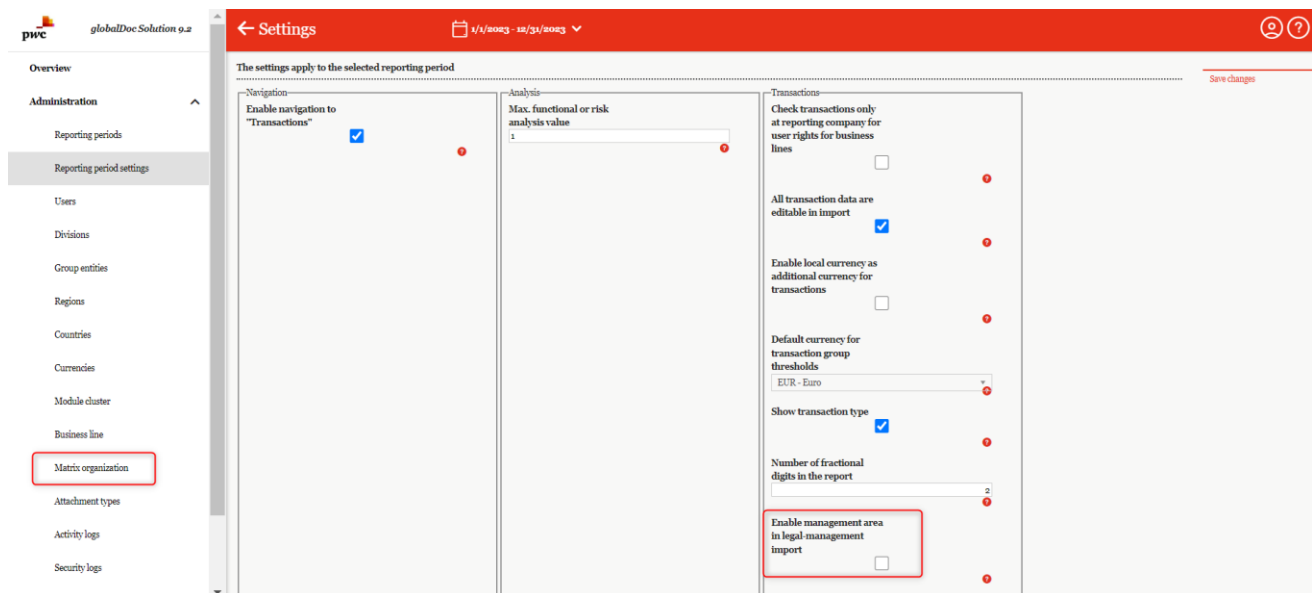 pwc
globalDoc Solution 9.2
Overview
Administration
Reporting periods
Reporting period settings
Users
Divisions
Group entities
Regions
Countries
Currencies
Module cluster
Business line
Matrix organization
Attachment types
Activity logs
Security logs
← Settings
1/1/2023 - 12/31/2023
?
The settings apply to the selected reporting period
Save changes
Navigation
Enable navigation to
"Transactions"
?
Analysis
Max. functional or risk
analysis value
1
?
Transactions
Check transactions only
at reporting company for
user rights for business
lines
?
All transaction data are
editable in import
?
Enable local currency as
additional currency for
transactions
?
Default currency for
transaction group
thresholds
EUR - Euro
?
Show transaction type
?
Number of fractional
digits in the report
2
?
Enable management area
in legal-management
import
?